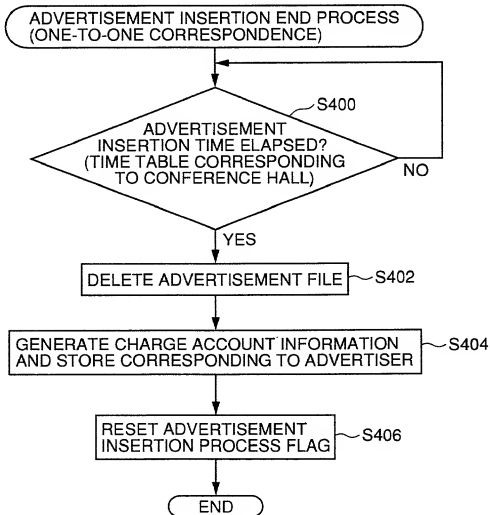 ADVERTISEMENT INSERTION END PROCESS
(ONE-TO-ONE CORRESPONDENCE)
S400
ADVERTISEMENT
INSERTION TIME ELAPSED?
(TIME TABLE CORRESPONDING
TO CONFERENCE HALL)
NO
YES
DELETE ADVERTISEMENT FILE
S402
GENERATE CHARGE ACCOUNT INFORMATION
AND STORE CORRESPONDING TO ADVERTISER
S404
RESET ADVERTISEMENT
INSERTION PROCESS FLAG
S406
END